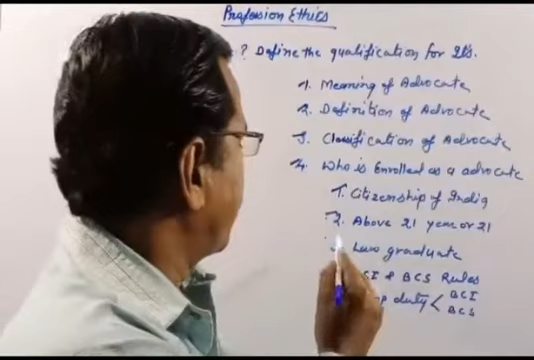 Profession Ethics
? Define the qualification for It's.
1. Meaning of Advocate
2. Definition of Advocate
3. Classification of Advocate
4. Who is Enrolled as a advocate
1. Citizenship of India
2. Above 21 year or 21
Law graduate
& BCS Rules
duty < BCI
BCS